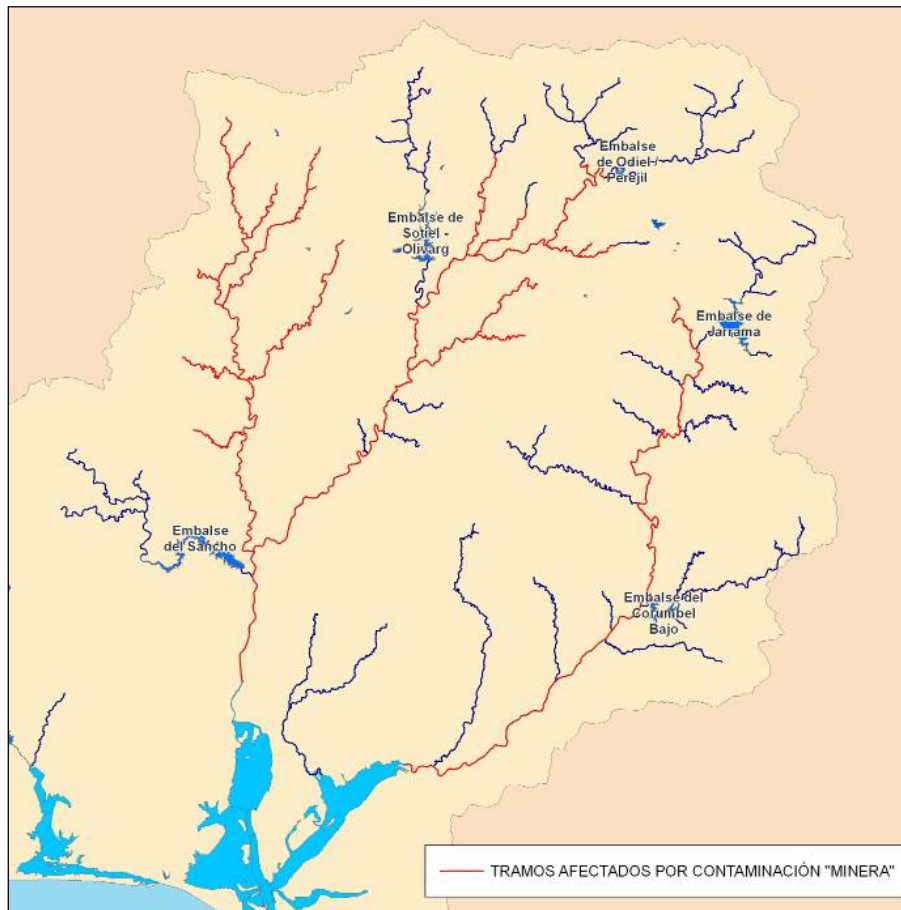 Embalse
de Odiel /
Perejil
Embalse de
Sotiel -
Olivarg
Embalse de
Jarrama
Embalse
del Sancho
Embalse del
Corumbel
Bajo
TRAMOS AFECTADOS POR CONTAMINACIÓN "MINERA"